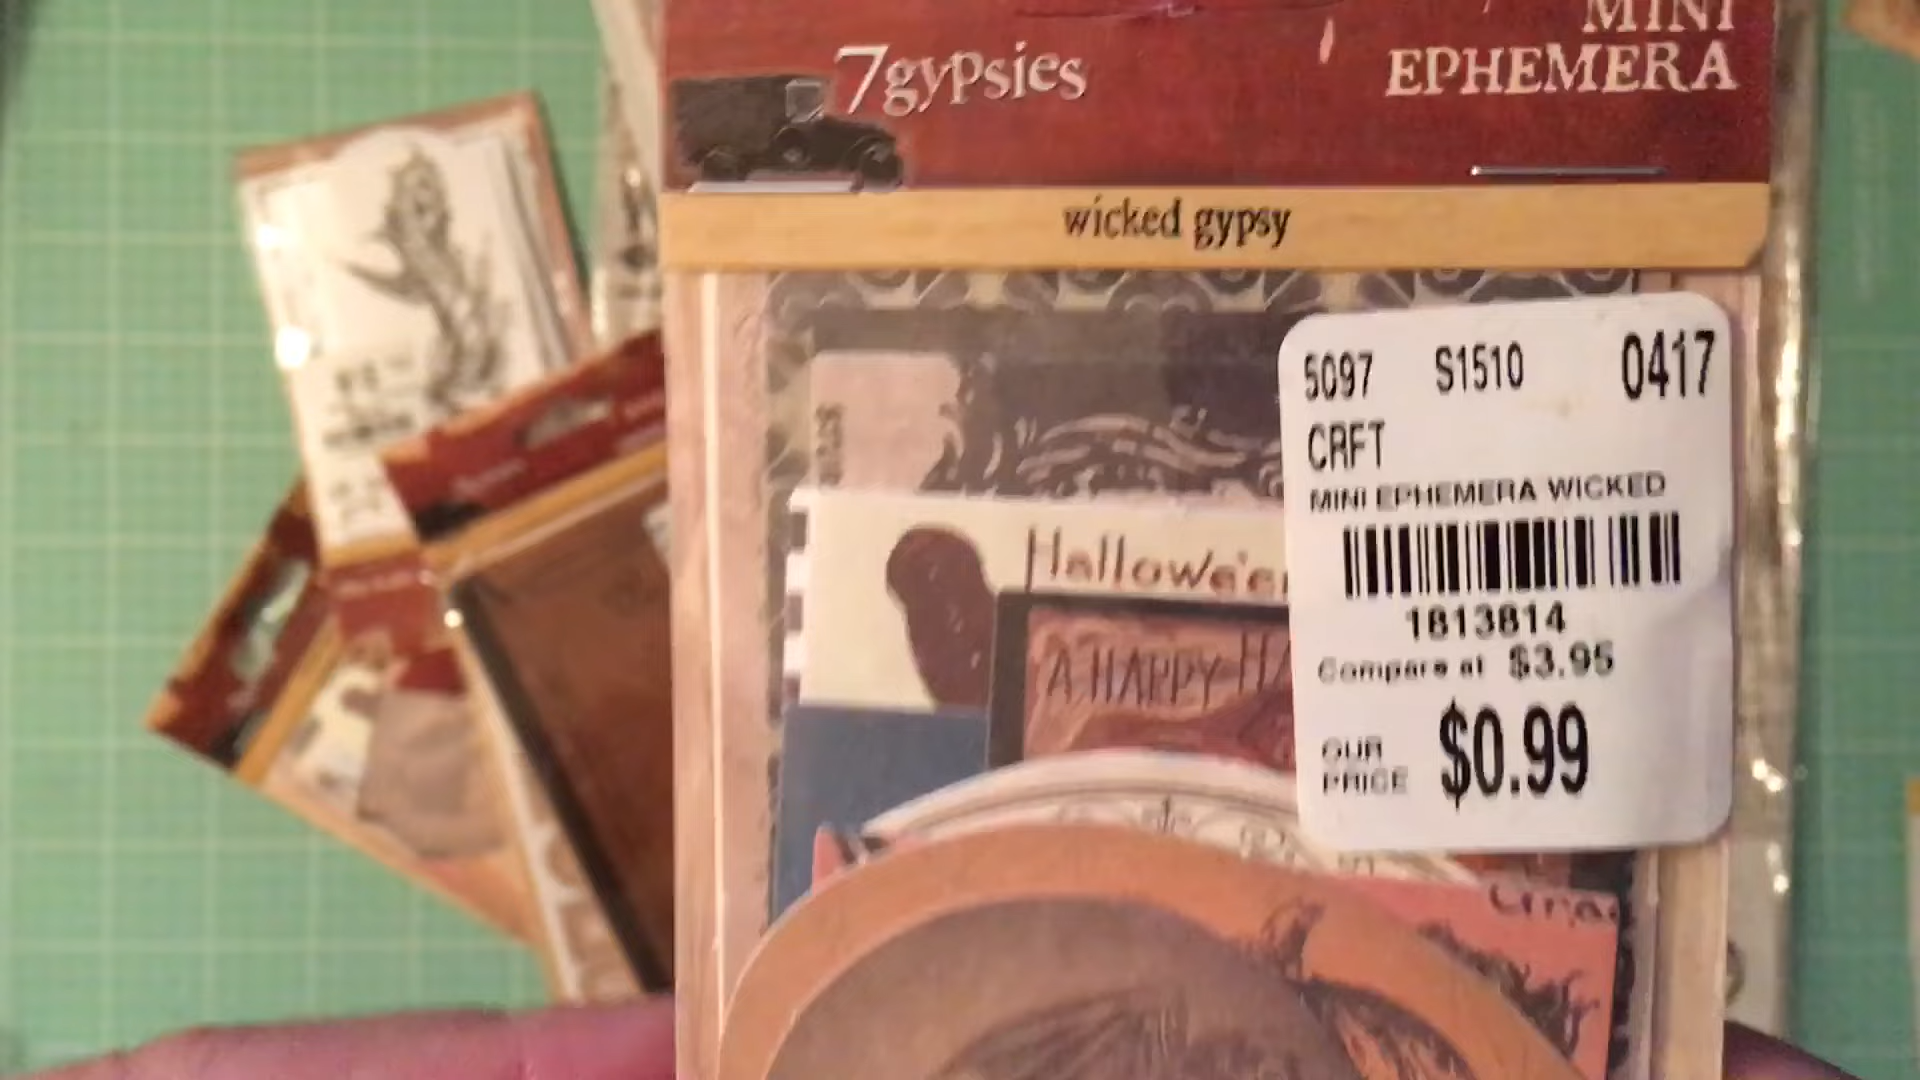 MINI
EPHEMERA
7gypsies
wicked gypsy
5097 S1510 0417
CRFT
MINI EPHEMERA WICKED
1813814
Compare at $3.95
OUR
PRICE $0.99
Hallowe'en
A HAPPY HA